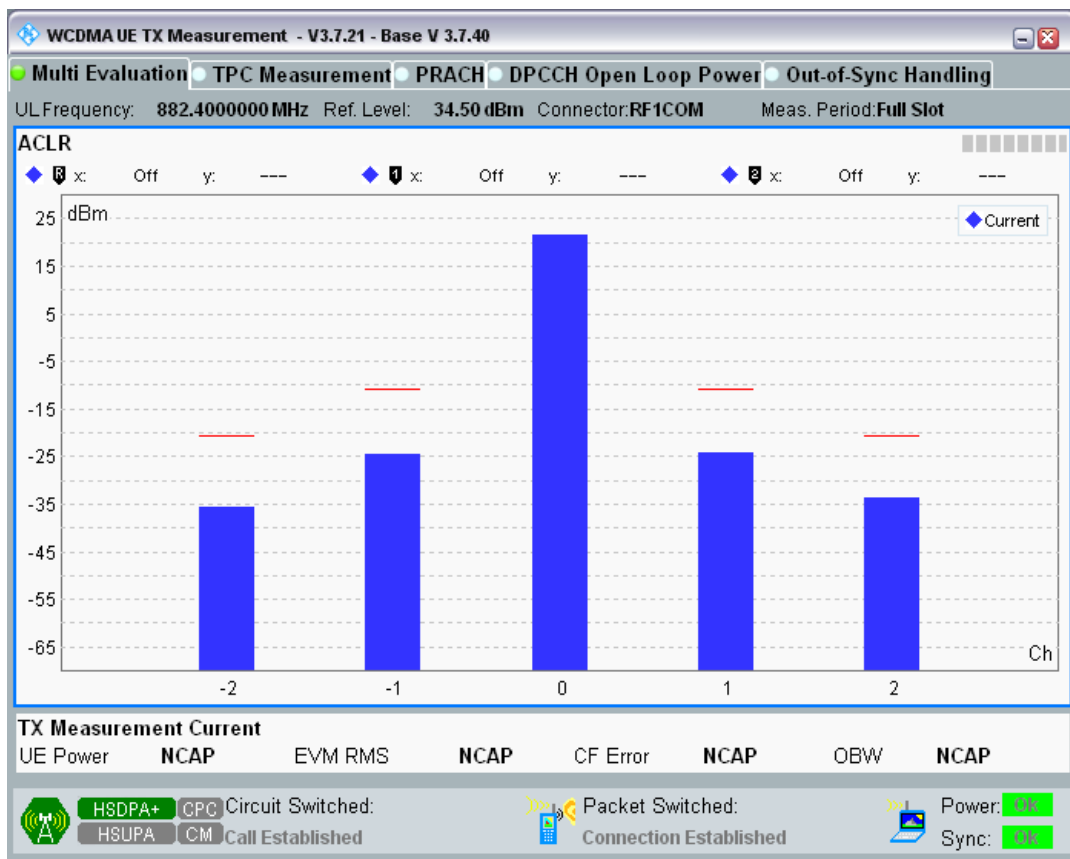 WCDMA UE TX Measurement - V3.7.21 - Base V 3.7.40
Multi Evaluation TPC Measurement PRACH DPCCH Open Loop Power Out-of-Sync Handling
UL Frequency: 882.4000000 MHz Ref. Level: 34.50 dBm Connector:RF1COM Meas. Period:Full Slot
ACLR
R x: Off y: --- 1 x: Off y: --- 2 x: Off y: ---
dBm
Current
25
15
5
-5
-15
-25
-35
-45
-55
-65
Ch
-2 -1 0 1 2
TX Measurement Current
UE Power NCAP EVM RMS NCAP CF Error NCAP OBW NCAP
HSDPA+ CPC Circuit Switched: Packet Switched: Power: OK
HSUPA CM Call Established Connection Established Sync: OK